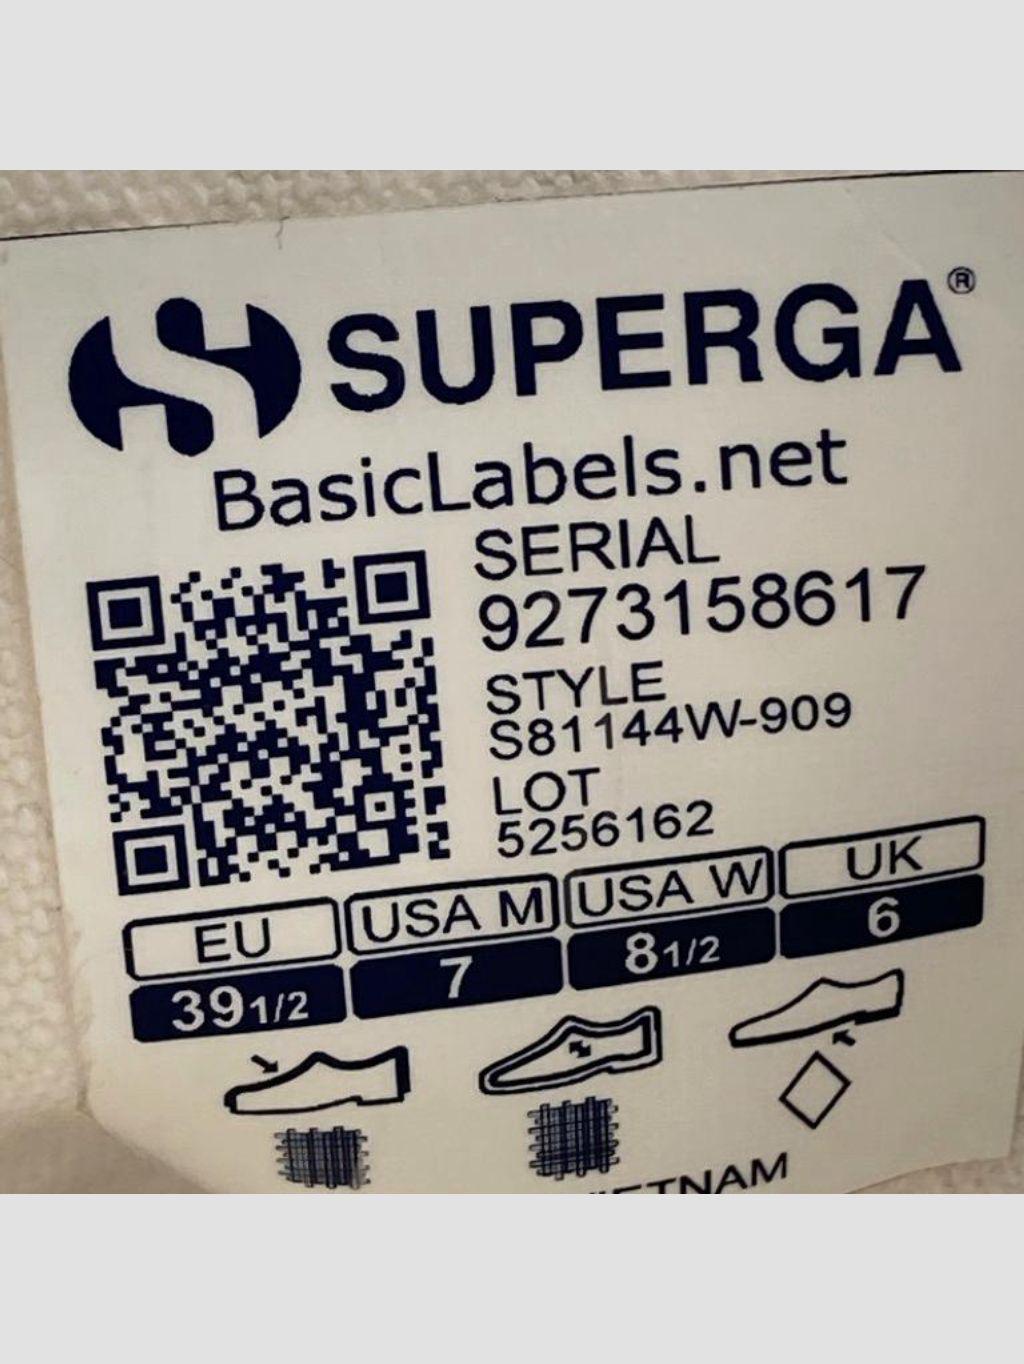 SUPERGA®
BasicLabels.net
SERIAL
9273158617
STYLE
S81144W-909
LOT
5256162
EU USA M USA W UK
39 1/2 7 8 1/2 6